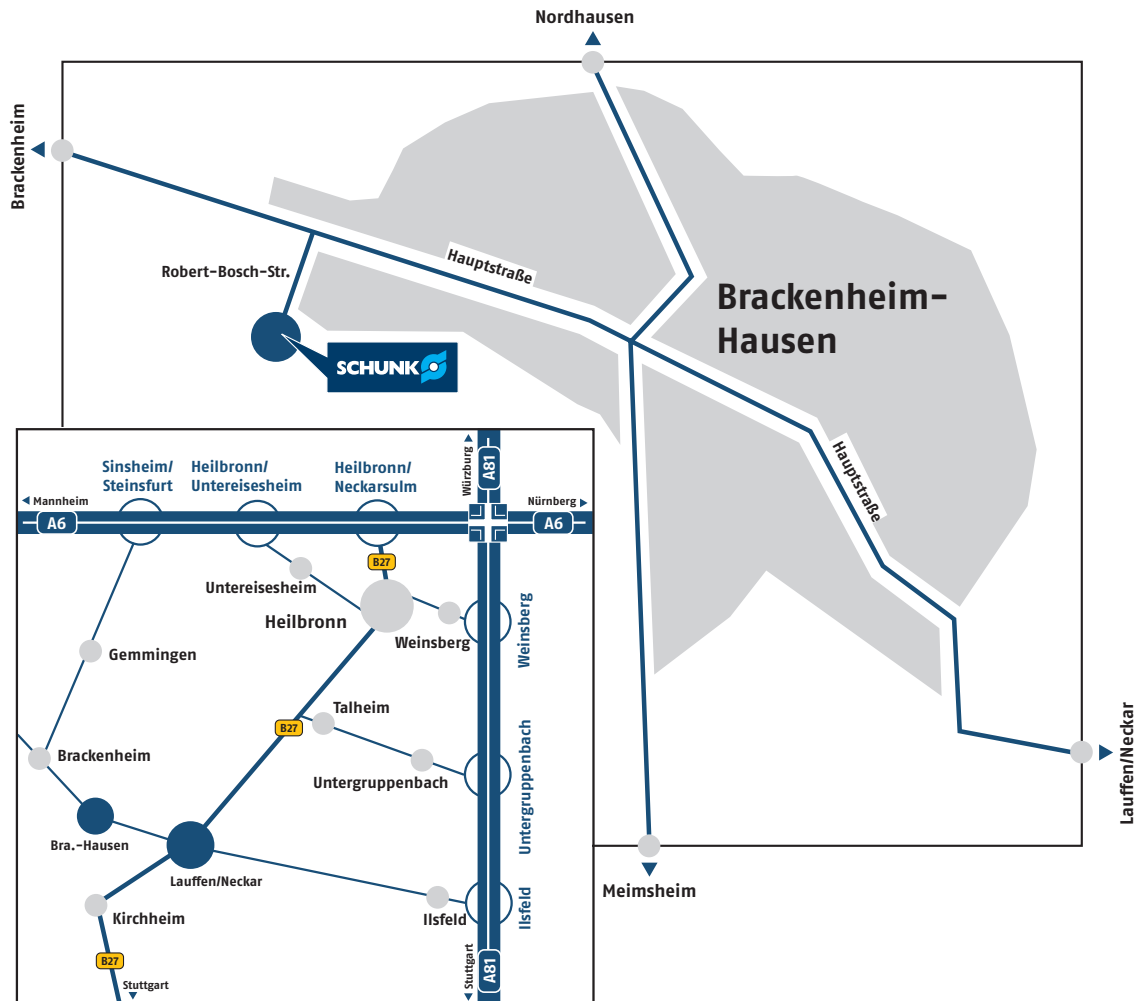 Nordhausen
Brackenheim
Robert-Bosch-Str.
Hauptstraße
Brackenheim-
Hausen
SCHUNK
Hauptstraße
Lauffen/Neckar
Meimsheim
Sinsheim/
Steinsfurt
Heilbronn/
Untereisesheim
Heilbronn/
Neckarsulm
Würzburg
A81
Mannheim
Nürnberg
A6
A6
B27
Untereisesheim
Heilbronn
Weinsberg
Weinsberg
Gemmingen
Talheim
B27
Brackenheim
Untergruppenbach
Untergruppenbach
Bra.-Hausen
Lauffen/Neckar
Kirchheim
Ilsfeld
Ilsfeld
B27
Stuttgart
Stuttgart
A81